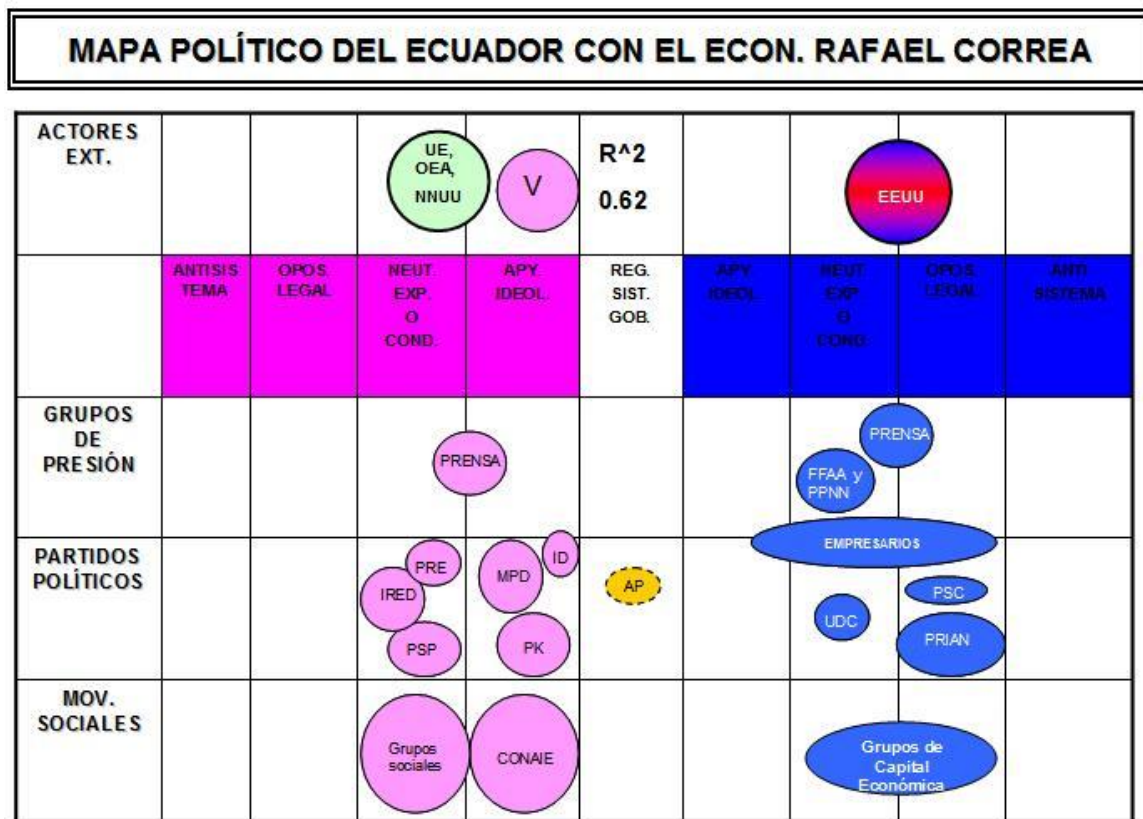 MAPA POLÍTICO DEL ECUADOR CON EL ECON. RAFAEL CORREA
ACTORES
EXT.
UE,
OEA,
NNUU
V
R^2
0.62
EEUU
ANTISIS
TEMA
OPOS.
LEGAL
NEUT.
EXP.
O
COND.
APY.
IDEOL.
REG.
SIST.
GOB.
APY.
IDEOL.
NEUT.
EXP
O
COND.
OPOS.
LEGAL
ANTI
SISTEMA
GRUPOS
DE
PRESIÓN
PRENSA
PRENSA
FFAA y
PPNN
EMPRESARIOS
PARTIDOS
POLÍTICOS
PRE
IRED
PSP
MPD
ID
PK
AP
UDC
PSC
PRIAN
MOV.
SOCIALES
Grupos
sociales
CONAIE
Grupos de
Capital
Económica